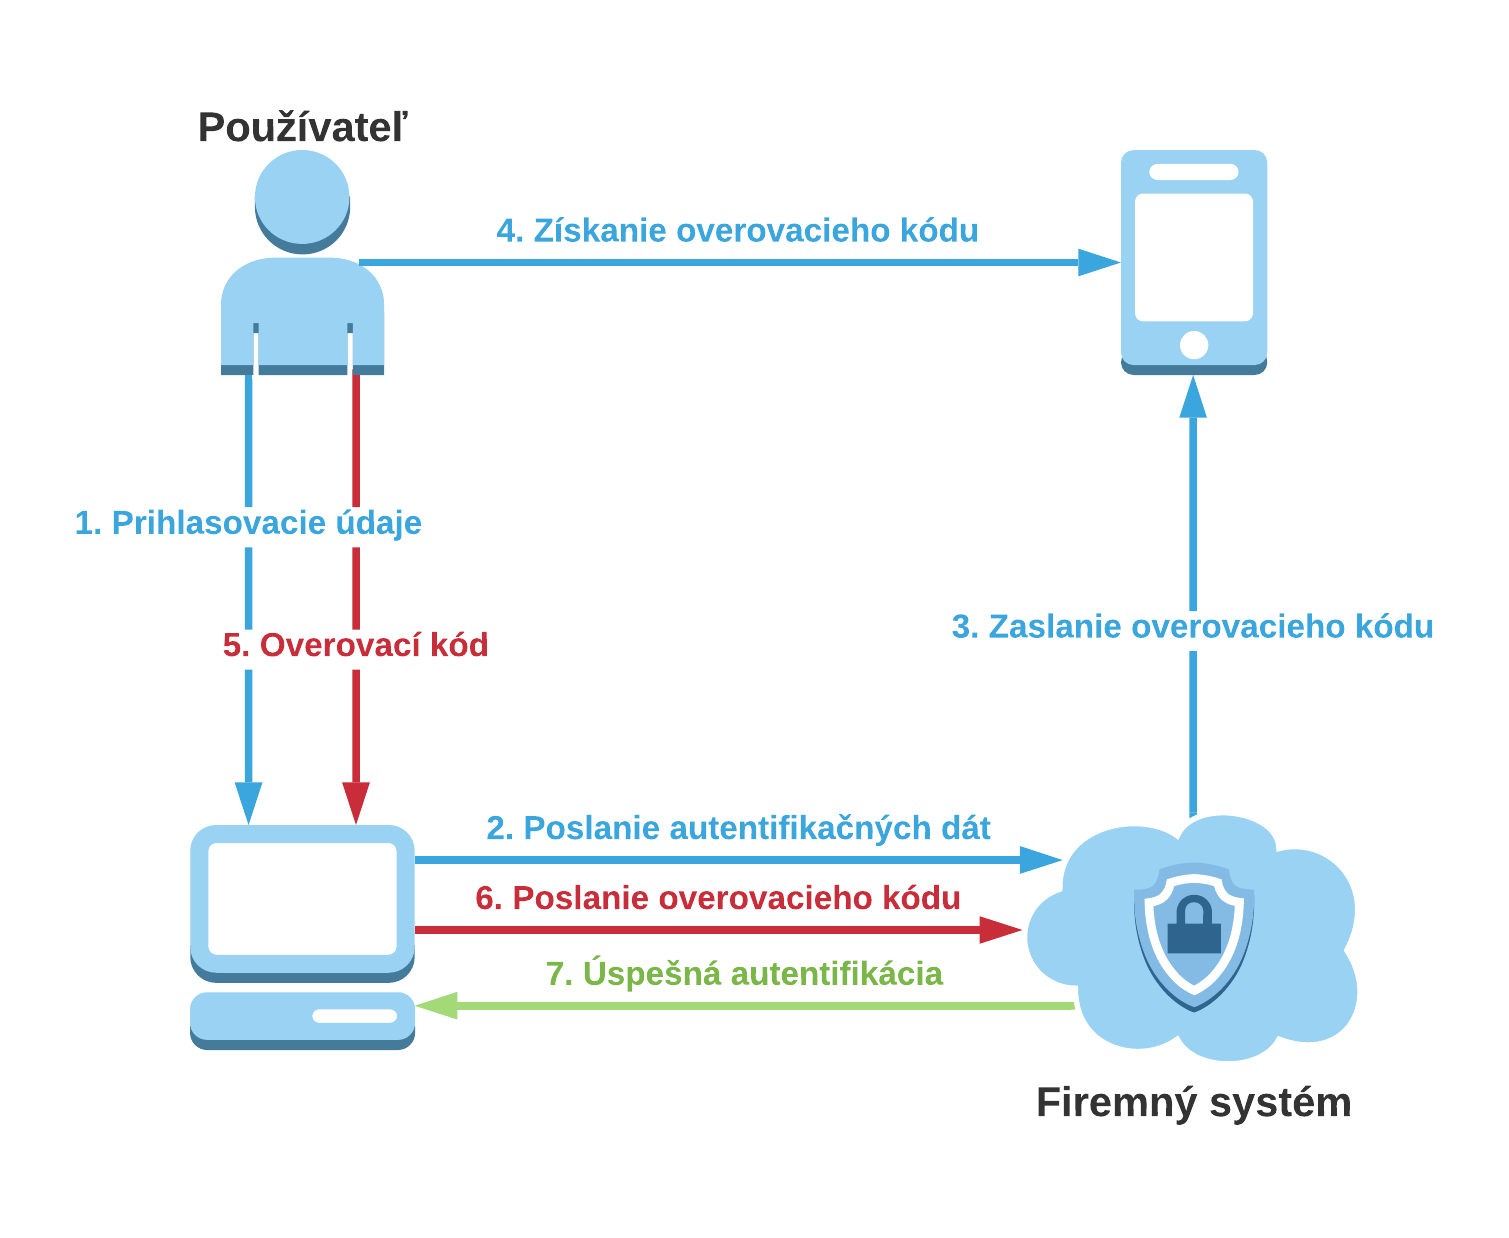 Používateľ
4. Získanie overovacieho kódu
1. Prihlasovacie údaje
5. Overovací kód
3. Zaslanie overovacieho kódu
2. Poslanie autentifikačných dát
6. Poslanie overovacieho kódu
7. Úspešná autentifikácia
Firemný systém